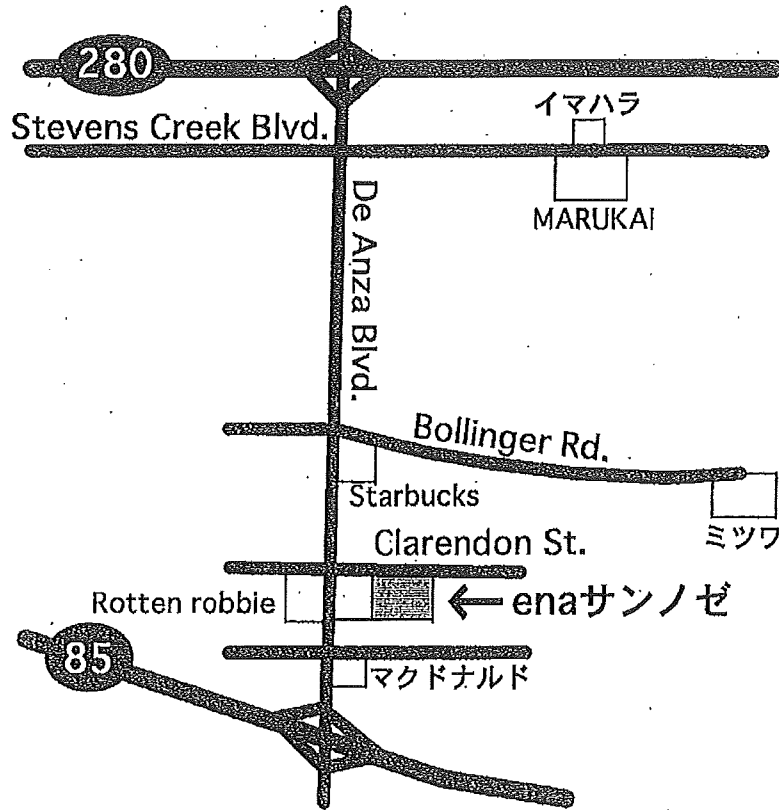 280
イマハラ
Stevens Creek Blvd.
MARUKAI
De Anza Blvd.
Bollinger Rd.
Starbucks
ミツワ
Clarendon St.
Rotten robbie
← enaサンノゼ
85
マクドナルド